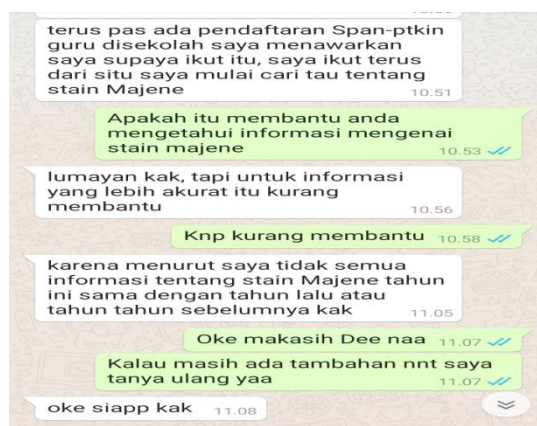 terus pas ada pendaftaran Span-ptkin
guru disekolah saya menawarkan
saya supaya ikut itu, saya ikut terus
dari situ saya mulai cari tau tentang
stain Majene
10.51
Apakah itu membantu anda
mengetahui informasi mengenai
stain majene
10.53
lumayan kak, tapi untuk informasi
yang lebih akurat itu kurang
membantu
10.56
Knp kurang membantu 10.58
karena menurut saya tidak semua
informasi tentang stain Majene tahun
ini sama dengan tahun lalu atau
tahun tahun sebelumnya kak
11.05
Oke makasih Dee naa 11.07
Kalau masih ada tambahan nnt saya
tanya ulang yaa
11.07
oke siapp kak 11.08